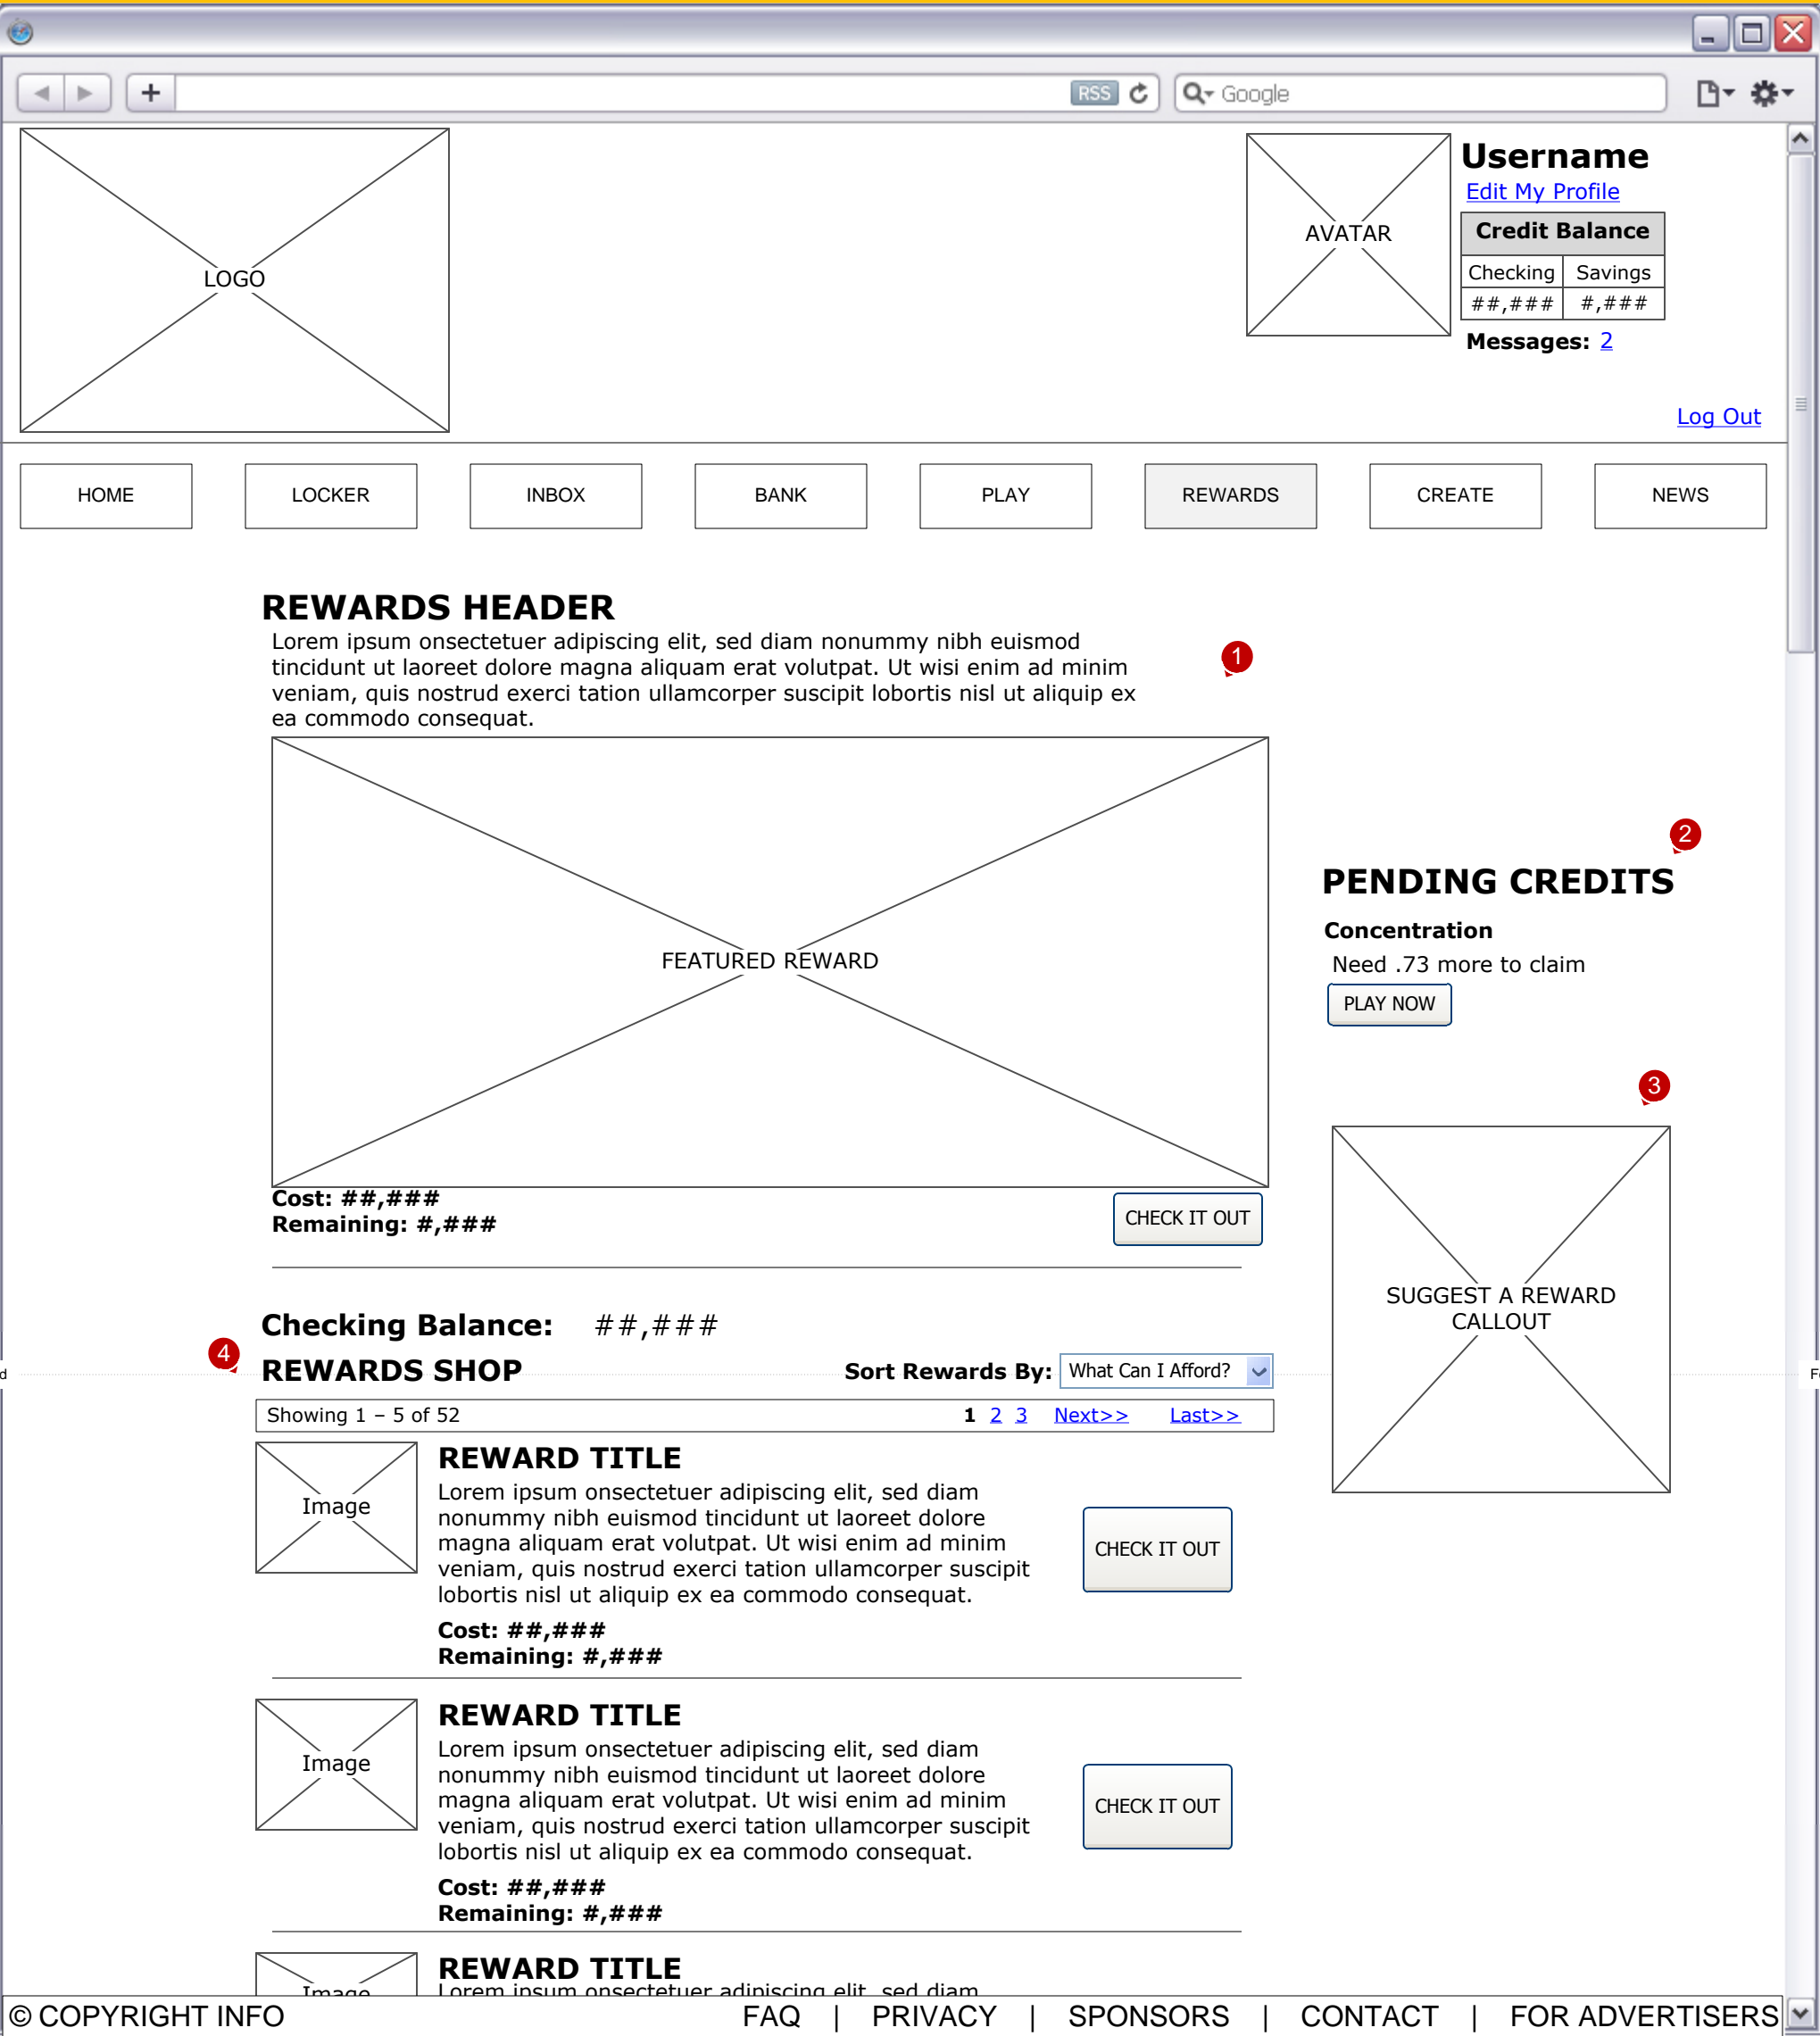 RSS
Google
LOGO
AVATAR
Username
Edit My Profile
Credit Balance
Checking Savings
##,### #,###
Messages: 2
Log Out
HOME LOCKER INBOX BANK PLAY REWARDS CREATE NEWS
REWARDS HEADER
Lorem ipsum onsectetuer adipiscing elit, sed diam nonummy nibh euismod
tincidunt ut laoreet dolore magna aliquam erat volutpat. Ut wisi enim ad minim
veniam, quis nostrud exerci tation ullamcorper suscipit lobortis nisl ut aliquip ex
ea commodo consequat.
1
FEATURED REWARD
Cost: ##,###
Remaining: #,###
CHECK IT OUT
2
PENDING CREDITS
Concentration
Need .73 more to claim
PLAY NOW
3
SUGGEST A REWARD
CALLOUT
Checking Balance: ##,###
4
REWARDS SHOP
Sort Rewards By: What Can I Afford?
Showing 1 – 5 of 52
1 2 3 Next>> Last>>
Image
REWARD TITLE
Lorem ipsum onsectetuer adipiscing elit, sed diam
nonummy nibh euismod tincidunt ut laoreet dolore
magna aliquam erat volutpat. Ut wisi enim ad minim
veniam, quis nostrud exerci tation ullamcorper suscipit
lobortis nisl ut aliquip ex ea commodo consequat.
Cost: ##,###
Remaining: #,###
CHECK IT OUT
Image
REWARD TITLE
Lorem ipsum onsectetuer adipiscing elit, sed diam
nonummy nibh euismod tincidunt ut laoreet dolore
magna aliquam erat volutpat. Ut wisi enim ad minim
veniam, quis nostrud exerci tation ullamcorper suscipit
lobortis nisl ut aliquip ex ea commodo consequat.
Cost: ##,###
Remaining: #,###
CHECK IT OUT
Image
REWARD TITLE
Lorem ipsum onsectetuer adipiscing elit, sed diam
© COPYRIGHT INFO
FAQ | PRIVACY | SPONSORS | CONTACT | FOR ADVERTISERS